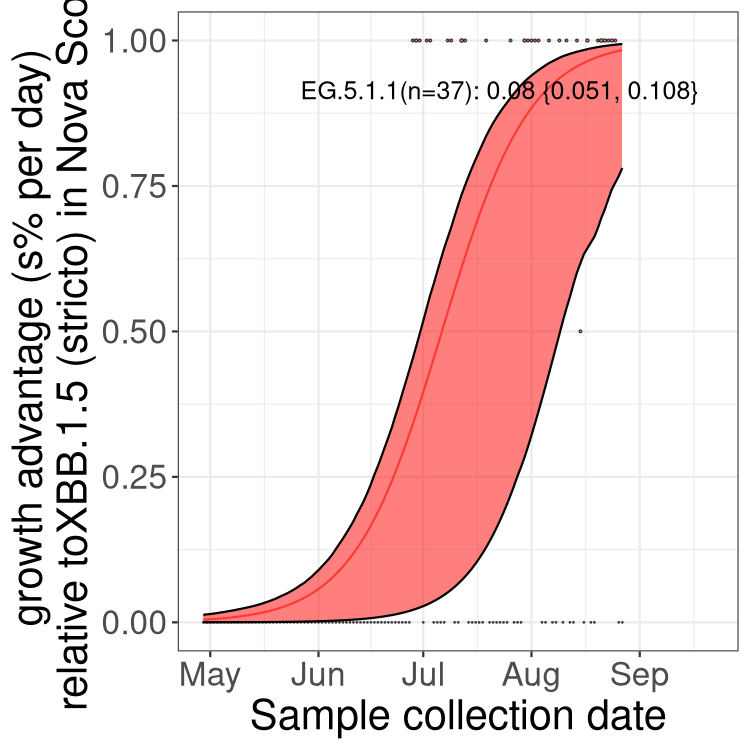 growth advantage (s% per day)
relative toXBB.1.5 (stricto) in Nova Sco
1.00
0.75
0.50
0.25
0.00
EG.5.1.1(n=37): 0.08 {0.051, 0.108}
May Jun Jul Aug Sep
Sample collection date